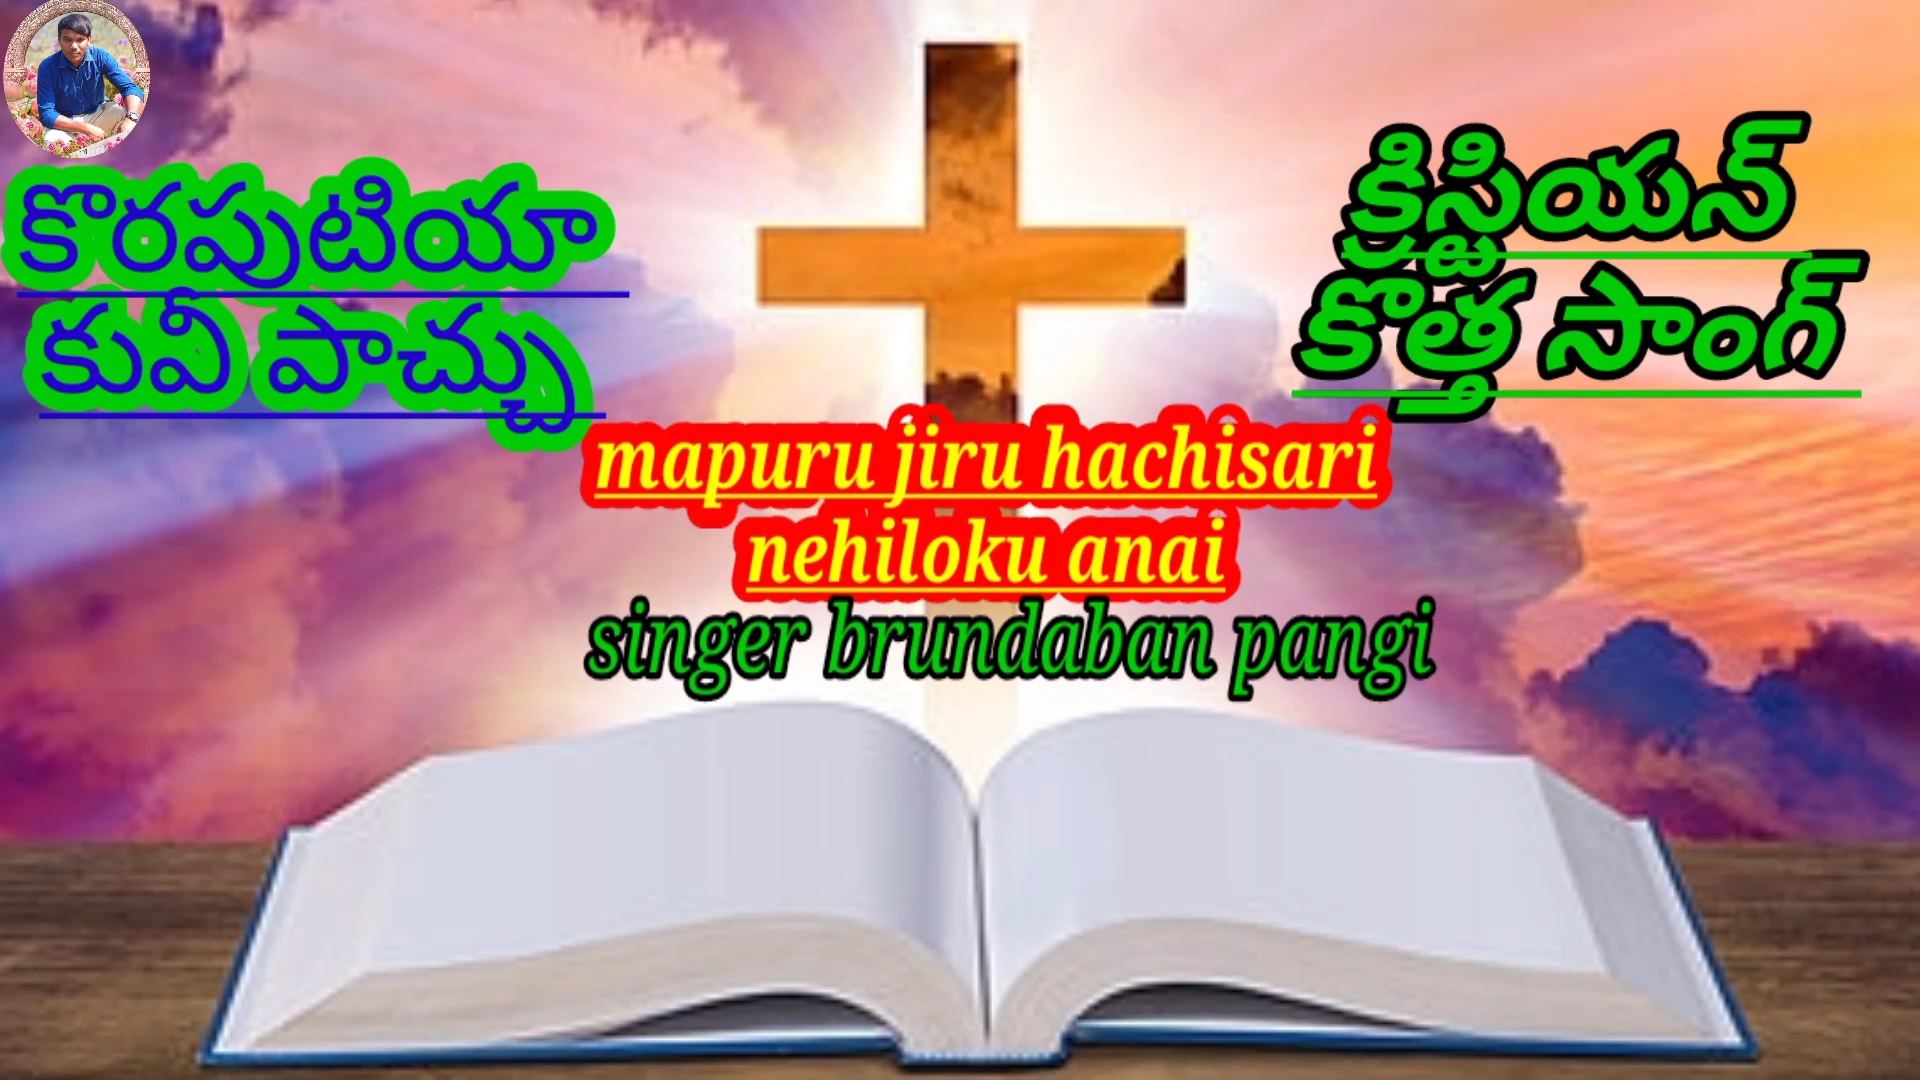 కొరపుటియా
కువీ పాచ్చు
క్రిస్టియన్
కొత్త సాంగ్
mapuru jiru hachisari
nehiloku anai
singer brundaban pangi